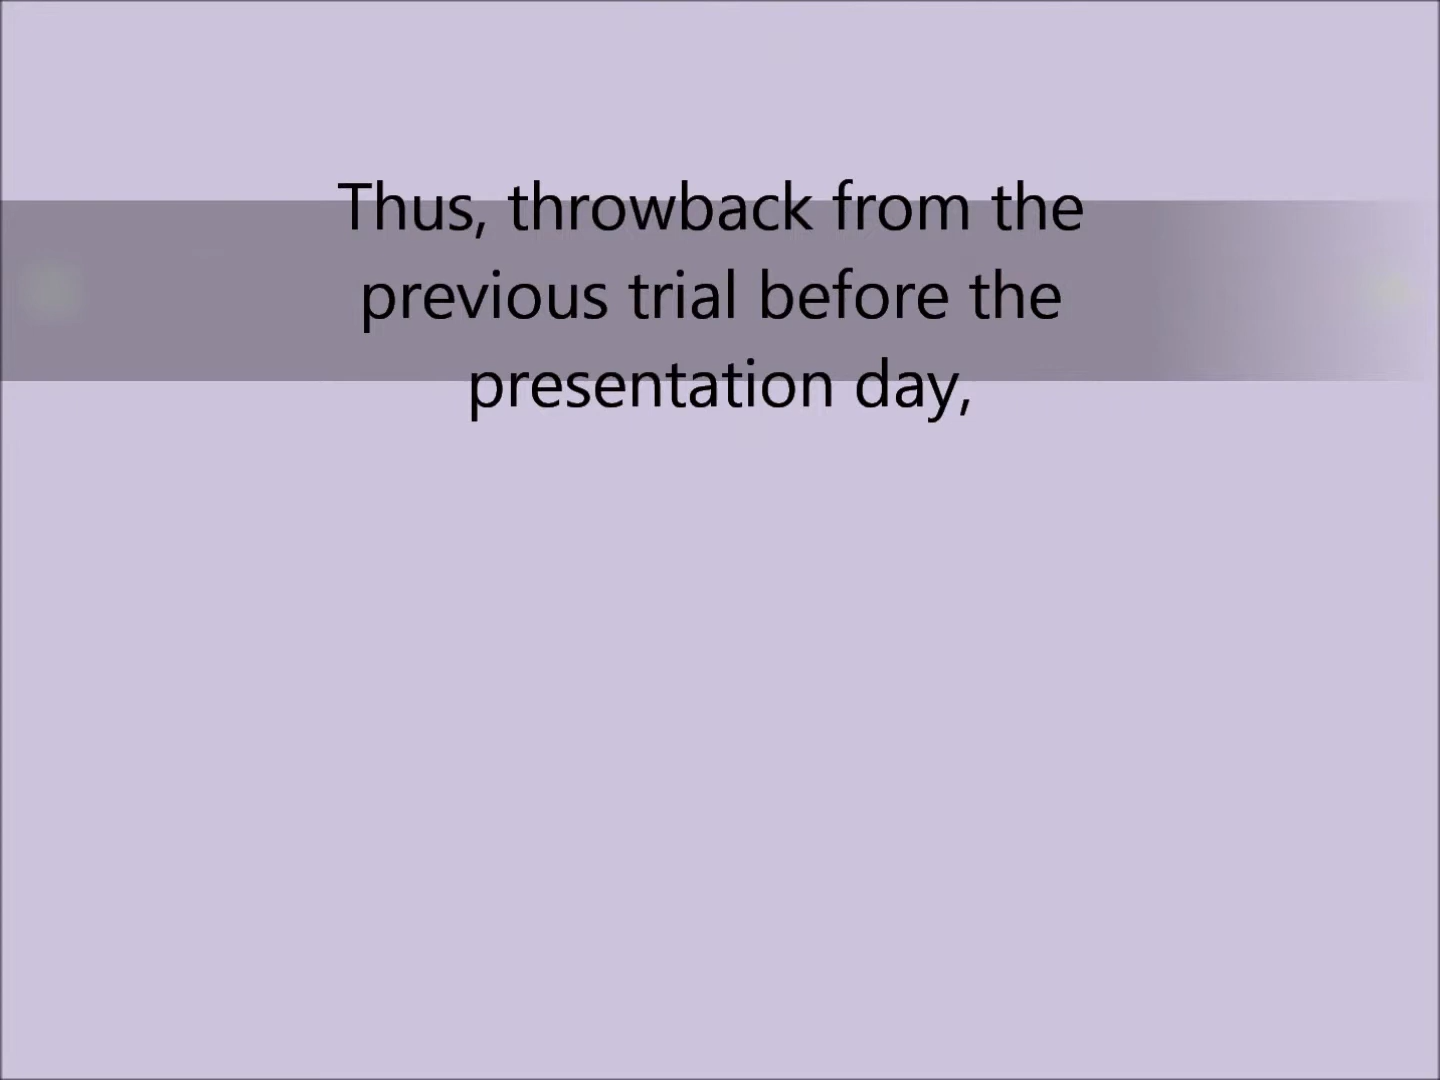 Thus, throwback from the
previous trial before the
presentation day,